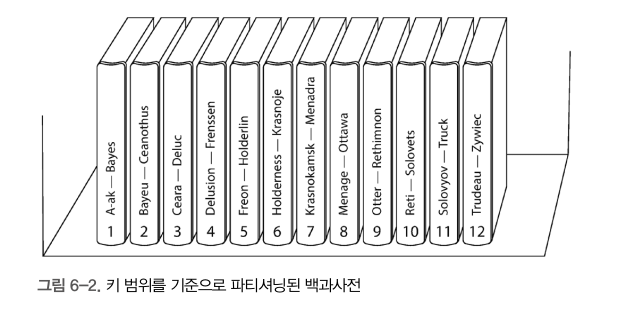 A-ak — Bayes
1
Bayeu — Ceanothus
2
Ceara — Deluc
3
Delusion — Frenssen
4
Freon — Holderlin
5
Holderness — Krasnoje
6
Krasnokamsk — Menadra
7
Menage — Ottawa
8
Otter — Rethimnon
9
Reti — Solovets
10
Solovyov — Truck
11
Trudeau — Zywiec
12
그림 6–2. 키 범위를 기준으로 파티셔닝된 백과사전